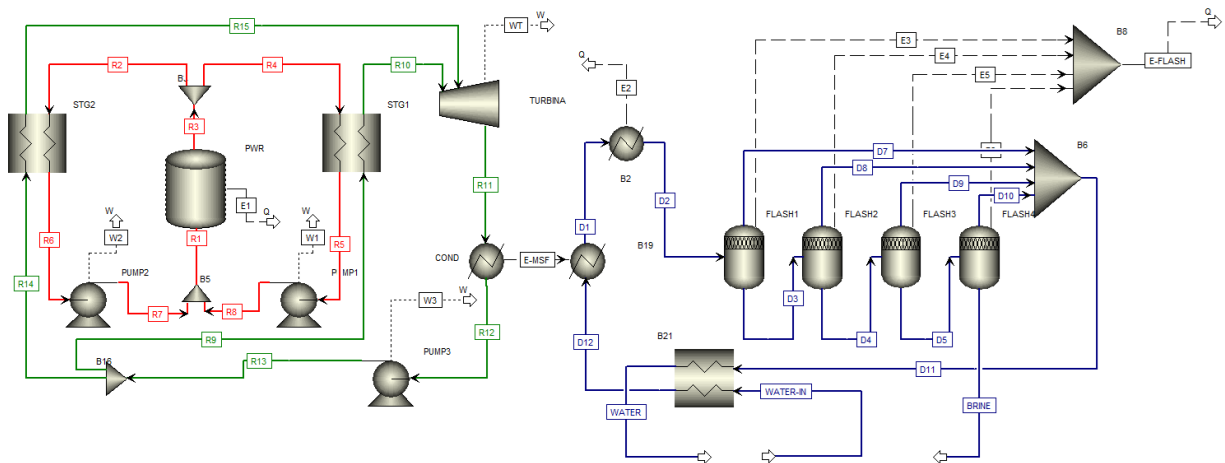 R15
WT
W
E3
B8
Q
R2
R4
R10
Q
E4
E-FLASH
E2
E5
STG2
STG1
TURBINA
R3
PWR
B6
B2
D7
D8
R11
D9
E1
Q
D1
D2
D10
W
W
R6
W2
R1
W1
R5
FLASH1
FLASH2
FLASH3
FLASH4
B19
COND
E-MSF
R14
PUMP2
B5
PUMP1
R7
R8
W3
W
D3
R9
R12
D12
B21
D4
D5
R13
PUMP3
D11
WATER-IN
WATER
BRINE